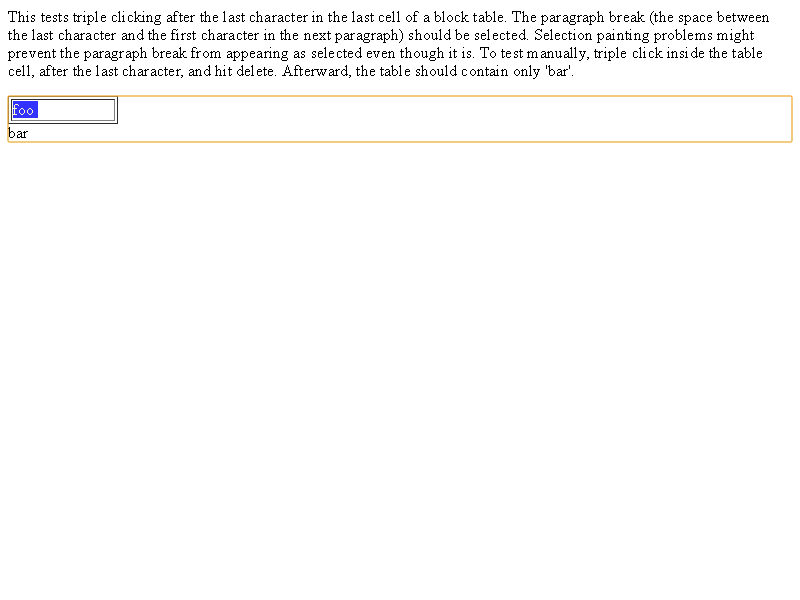 This tests triple clicking after the last character in the last cell of a block table. The paragraph break (the space between
the last character and the first character in the next paragraph) should be selected. Selection painting problems might
prevent the paragraph break from appearing as selected even though it is. To test manually, triple click inside the table
cell, after the last character, and hit delete. Afterward, the table should contain only 'bar'.
foo
bar